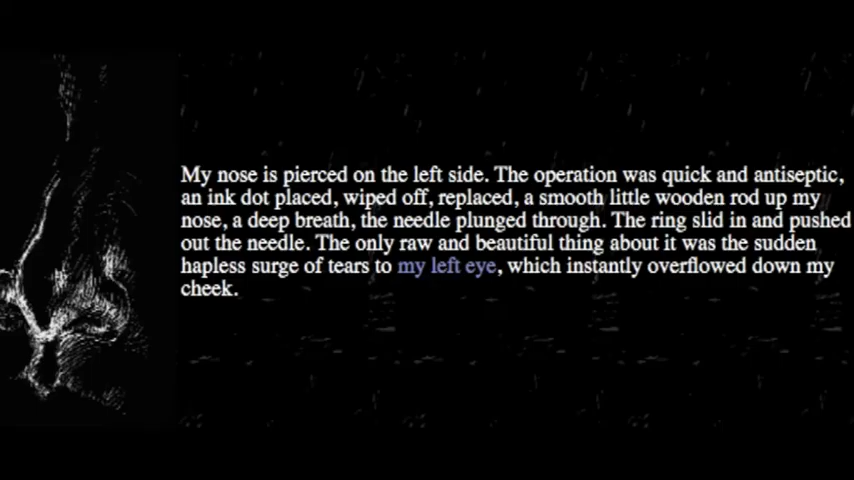 My nose is pierced on the left side. The operation was quick and antiseptic,
an ink dot placed, wiped off, replaced, a smooth little wooden rod up my
nose, a deep breath, the needle plunged through. The ring slid in and pushed
out the needle. The only raw and beautiful thing about it was the sudden
hapless surge of tears to my left eye, which instantly overflowed down my
cheek.